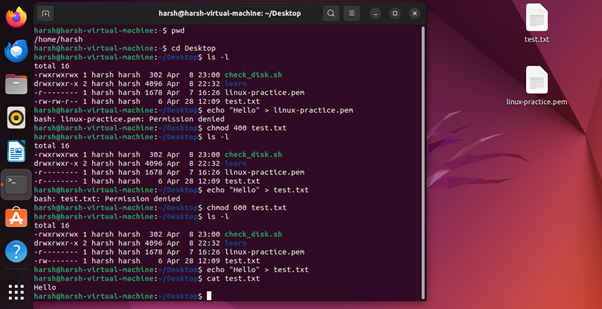 harsh@harsh-virtual-machine: ~/Desktop
harsh@harsh-virtual-machine:~$ pwd
/home/harsh
harsh@harsh-virtual-machine:~$ cd Desktop
harsh@harsh-virtual-machine:~/Desktop$ ls -l
total 16
-rwxrwxrwx 1 harsh harsh  302 Apr  8 23:00 check_disk.sh
drwxrwxr-x 2 harsh harsh 4096 Apr  8 22:32 learn
-r-------- 1 harsh harsh 1678 Apr  7 16:26 linux-practice.pem
-rw-rw-r-- 1 harsh harsh    6 Apr 28 12:09 test.txt
harsh@harsh-virtual-machine:~/Desktop$ echo "Hello" > linux-practice.pem
bash: linux-practice.pem: Permission denied
harsh@harsh-virtual-machine:~/Desktop$ chmod 400 test.txt
harsh@harsh-virtual-machine:~/Desktop$ ls -l
total 16
-rwxrwxrwx 1 harsh harsh  302 Apr  8 23:00 check_disk.sh
drwxrwxr-x 2 harsh harsh 4096 Apr  8 22:32 learn
-r-------- 1 harsh harsh 1678 Apr  7 16:26 linux-practice.pem
-r-------- 1 harsh harsh    6 Apr 28 12:09 test.txt
harsh@harsh-virtual-machine:~/Desktop$ echo "Hello" > test.txt
bash: test.txt: Permission denied
harsh@harsh-virtual-machine:~/Desktop$ chmod 600 test.txt
harsh@harsh-virtual-machine:~/Desktop$ ls -l
total 16
-rwxrwxrwx 1 harsh harsh  302 Apr  8 23:00 check_disk.sh
drwxrwxr-x 2 harsh harsh 4096 Apr  8 22:32 learn
-r-------- 1 harsh harsh 1678 Apr  7 16:26 linux-practice.pem
-rw------- 1 harsh harsh    6 Apr 28 12:09 test.txt
harsh@harsh-virtual-machine:~/Desktop$ echo "Hello" > test.txt
harsh@harsh-virtual-machine:~/Desktop$ cat test.txt
Hello
harsh@harsh-virtual-machine:~/Desktop$
test.txt
linux-practice.pem